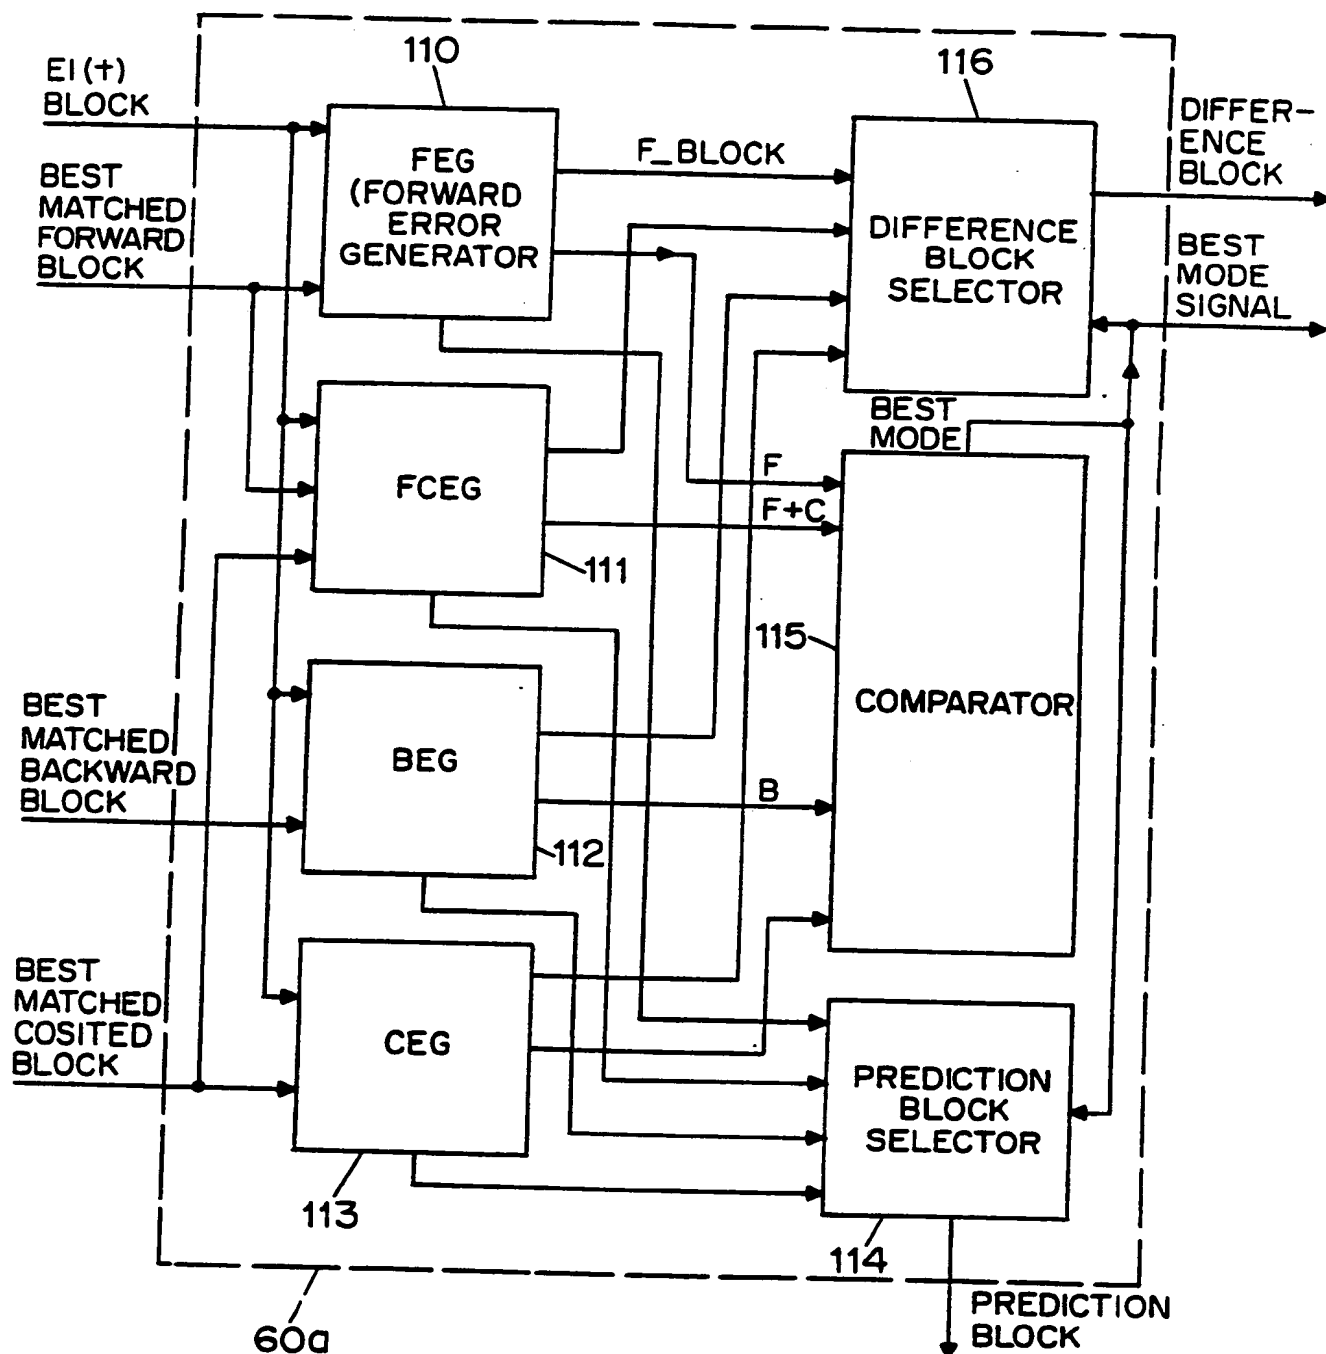 110
EI(t)
BLOCK
116
DIFFER-
ENCE
BLOCK
FEG
(FORWARD
ERROR
GENERATOR
F_BLOCK
BEST
MATCHED
FORWARD
BLOCK
DIFFERENCE
BLOCK
SELECTOR
BEST
MODE
SIGNAL
BEST
MODE
F
FCEG
F+C
111
115
BEST
MATCHED
BACKWARD
BLOCK
COMPARATOR
BEG
B
112
BEST
MATCHED
COSITED
BLOCK
CEG
PREDICTION
BLOCK
SELECTOR
113
114
60a
PREDICTION
BLOCK